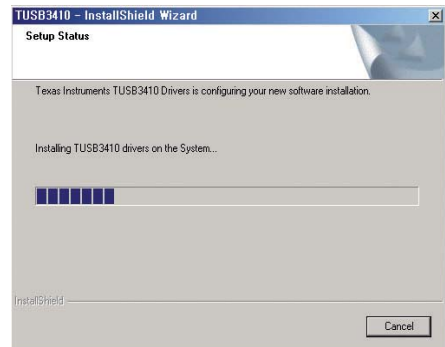 TUSB3410 - InstallShield Wizard
Setup Status
Texas Instruments TUSB3410 Drivers is configuring your new software installation.
Installing TUSB3410 drivers on the System...
InstallShield
Cancel